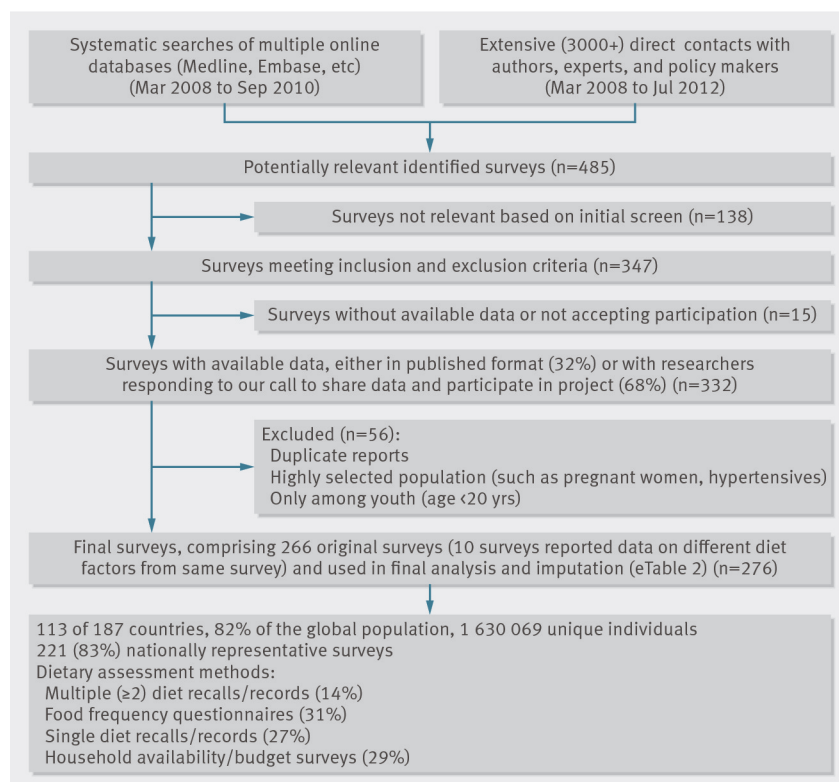 Systematic searches of multiple online
databases (Medline, Embase, etc)
(Mar 2008 to Sep 2010)
Extensive (3000+) direct contacts with
authors, experts, and policy makers
(Mar 2008 to Jul 2012)
Potentially relevant identified surveys (n=485)
Surveys not relevant based on initial screen (n=138)
Surveys meeting inclusion and exclusion criteria (n=347)
Surveys without available data or not accepting participation (n=15)
Surveys with available data, either in published format (32%) or with researchers
responding to our call to share data and participate in project (68%) (n=332)
Excluded (n=56):
Duplicate reports
Highly selected population (such as pregnant women, hypertensives)
Only among youth (age <20 yrs)
Final surveys, comprising 266 original surveys (10 surveys reported data on different diet
factors from same survey) and used in final analysis and imputation (eTable 2) (n=276)
113 of 187 countries, 82% of the global population, 1 630 069 unique individuals
221 (83%) nationally representative surveys
Dietary assessment methods:
Multiple (≥2) diet recalls/records (14%)
Food frequency questionnaires (31%)
Single diet recalls/records (27%)
Household availability/budget surveys (29%)